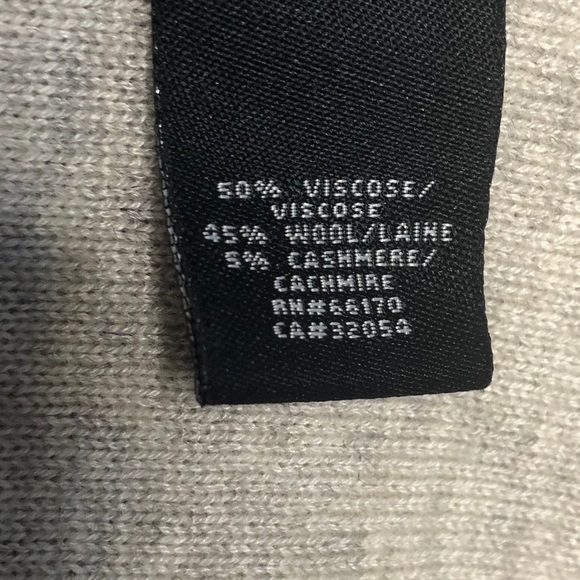 50% VISCOSE/
VISCOSE
45% WOOL/LAINE
5% CASHMERE/
CACHMIRE
RN#66170
CA#32054